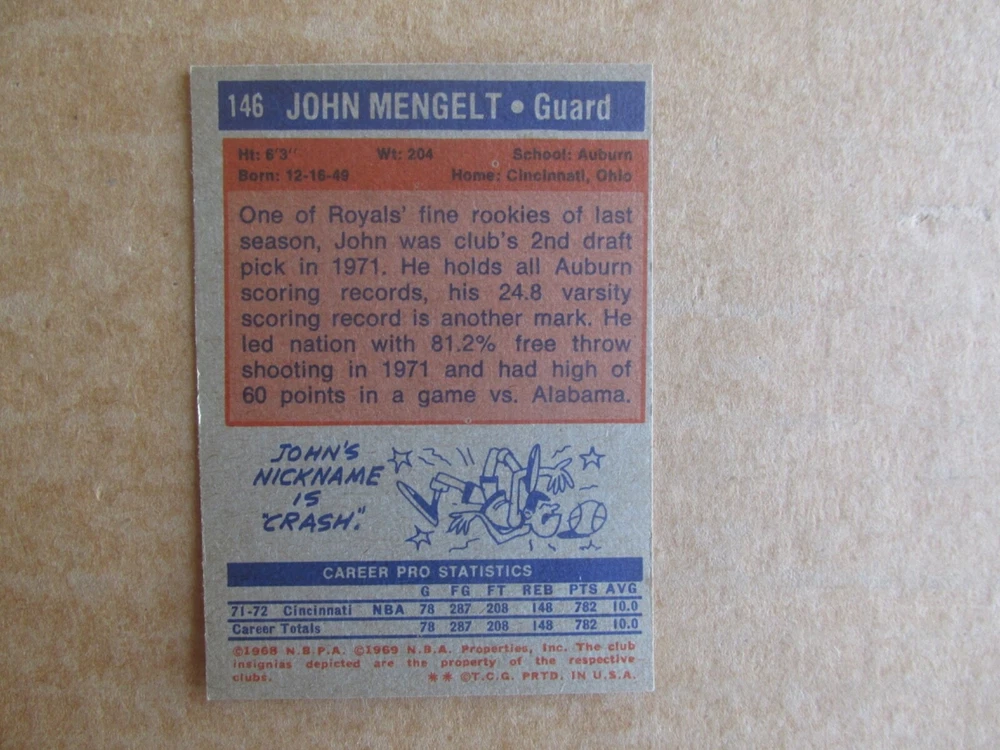 146 JOHN MENGELT • Guard
Ht: 6'3" Wt: 204 School: Auburn
Born: 12-16-49 Home: Cincinnati, Ohio
One of Royals' fine rookies of last
season, John was club's 2nd draft
pick in 1971. He holds all Auburn
scoring records, his 24.8 varsity
scoring record is another mark. He
led nation with 81.2% free throw
shooting in 1971 and had high of
60 points in a game vs. Alabama.
JOHN'S
NICKNAME
IS
"CRASH."
CAREER PRO STATISTICS
G FG FT REB PTS AVG
71-72 Cincinnati NBA 78 287 208 148 782 10.0
Career Totals 78 287 208 148 782 10.0
©1968 N.B.P.A. ©1969 N.B.A. Properties, Inc. The club
insignias depicted are the property of the respective
clubs. ** ©T.C.G. PRTD. IN U.S.A.